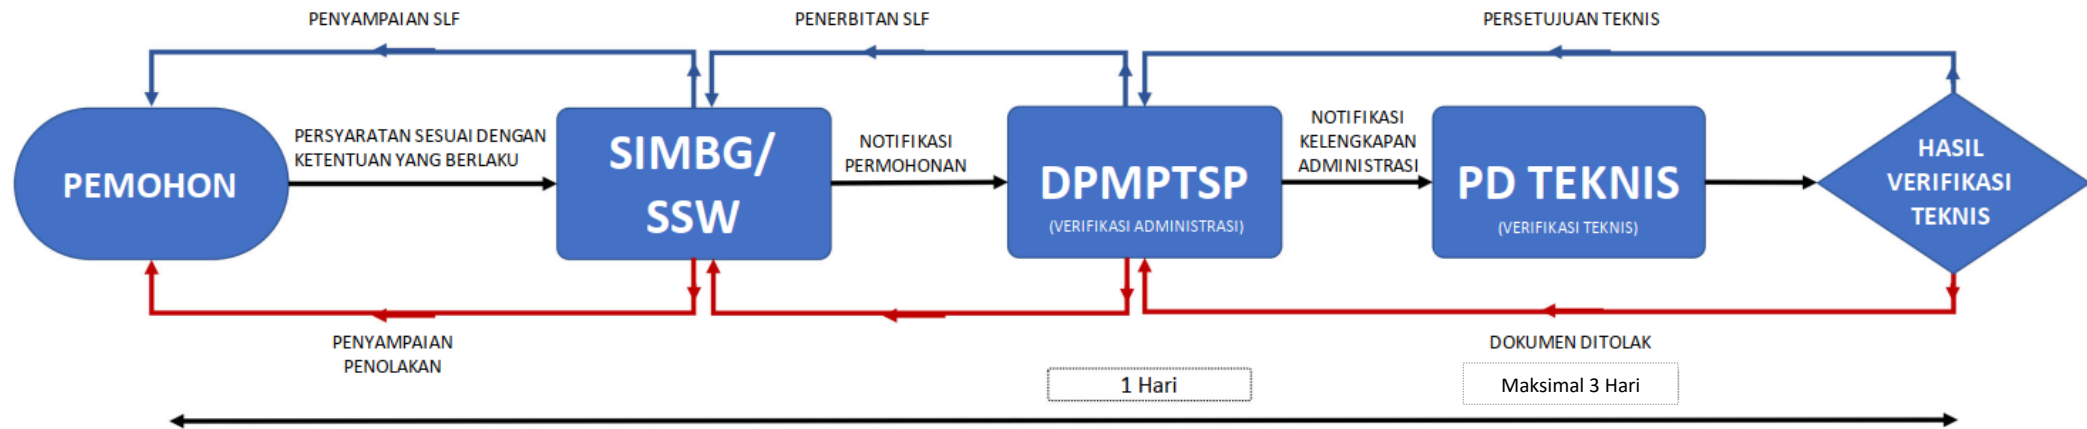 PENYAMPAIAN SLF
PENERBITAN SLF
PERSETUJUAN TEKNIS
PEMOHON
PERSYARATAN SESUAI DENGAN
KETENTUAN YANG BERLAKU
SIMBG/
SSW
NOTIFIKASI
PERMOHONAN
DPMPTSP
(VERIFIKASI ADMINISTRASI)
NOTIFIKASI
KELENGKAPAN
ADMINISTRASI
PD TEKNIS
(VERIFIKASI TEKNIS)
HASIL
VERIFIKASI
TEKNIS
PENYAMPAIAN
PENOLAKAN
DOKUMEN DITOLAK
1 Hari
Maksimal 3 Hari